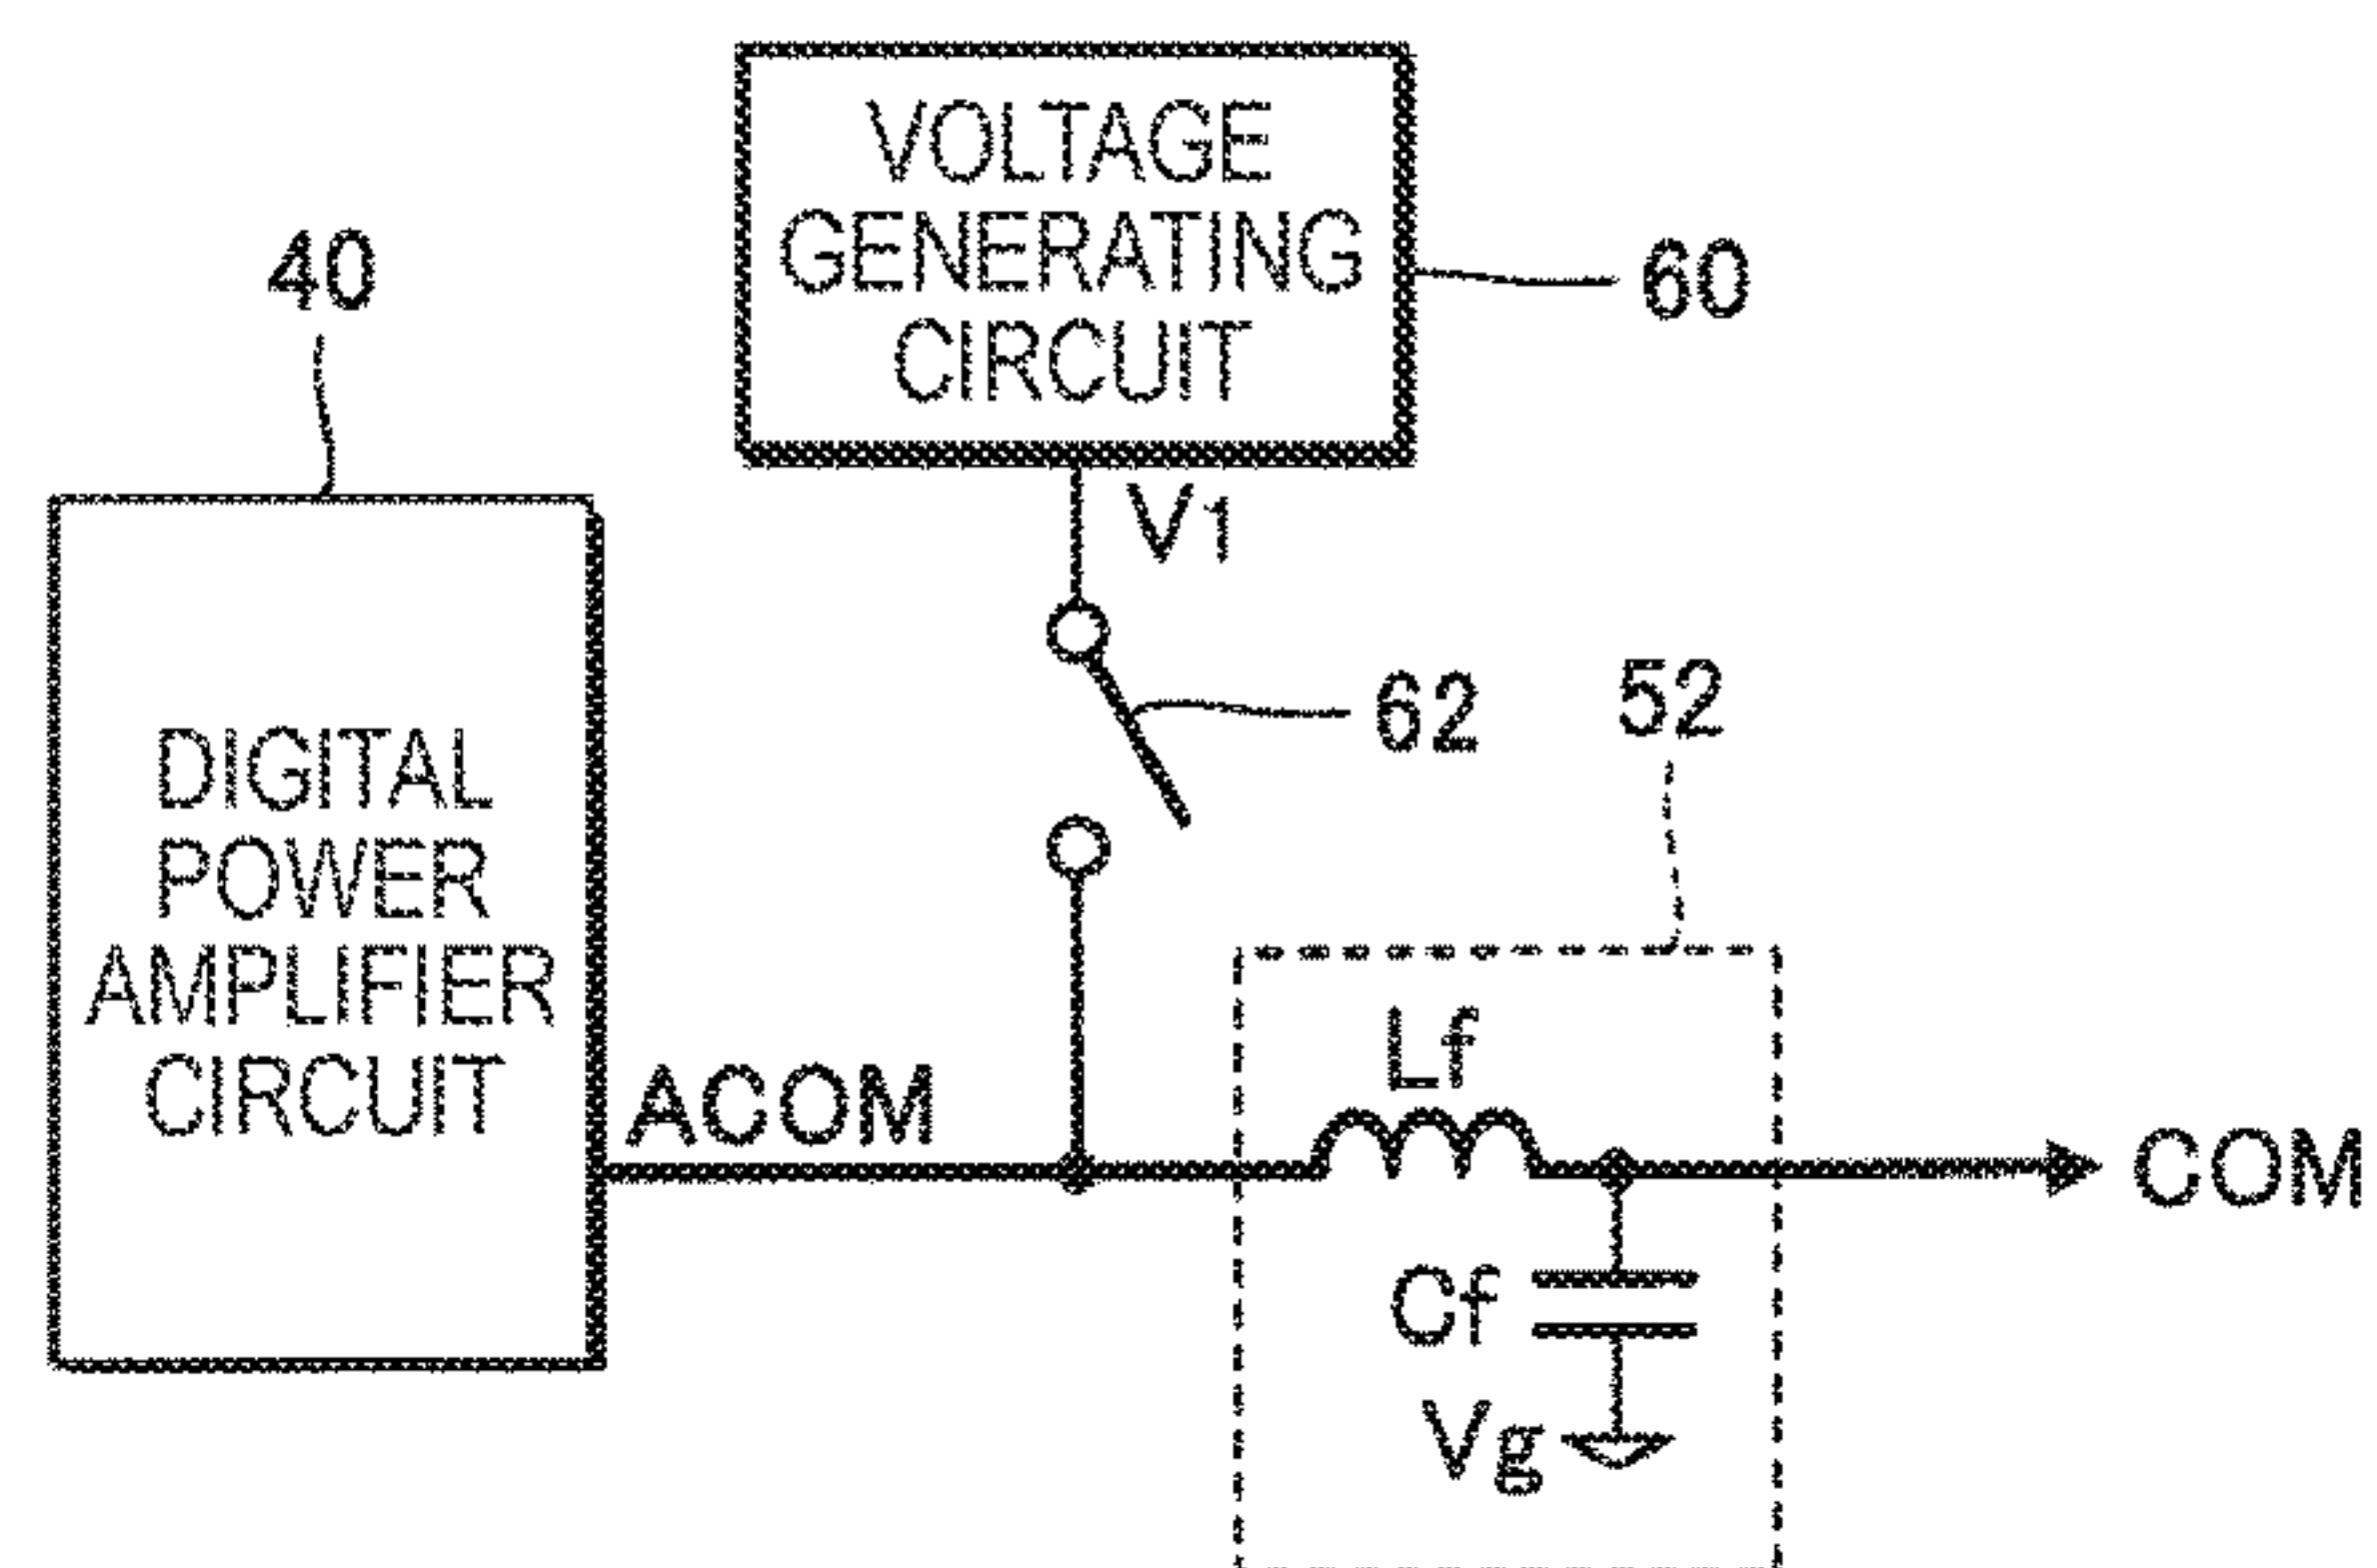 VOLTAGE
GENERATING
CIRCUIT
60
40
V1
62
52
DIGITAL
POWER
AMPLIFIER
CIRCUIT
ACOM
Lf
COM
Cf
Vg